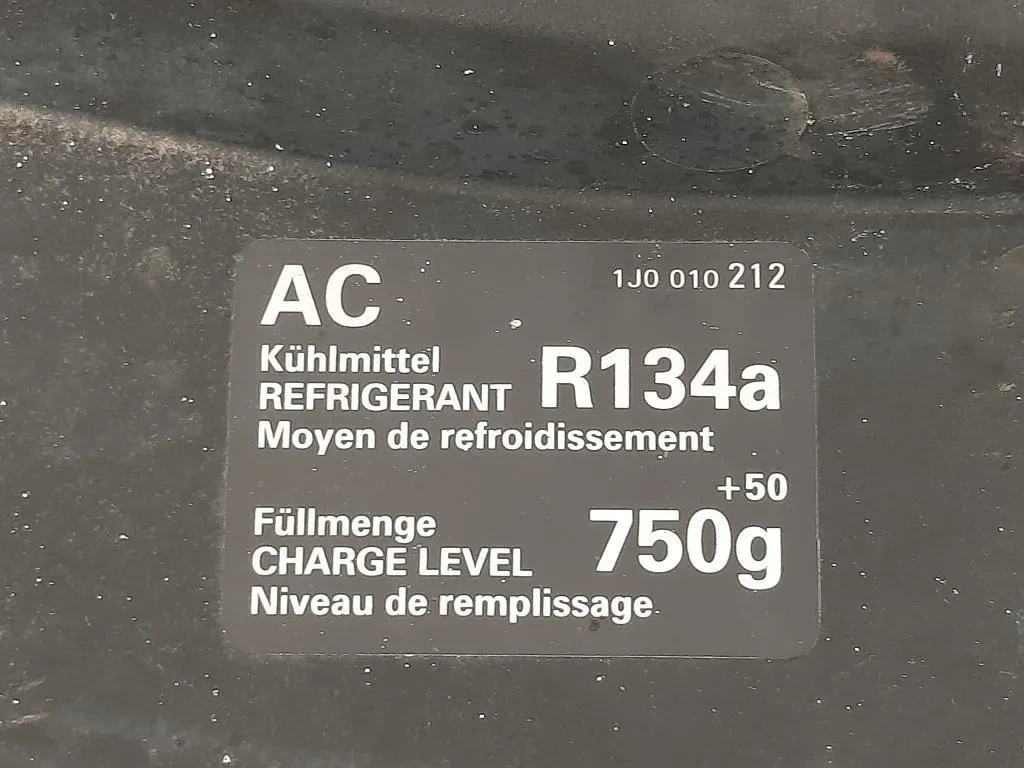 AC 1J0 010 212
Kühlmittel
REFRIGERANT R134a
Moyen de refroidissement
+50
Füllmenge
CHARGE LEVEL 750g
Niveau de remplissage